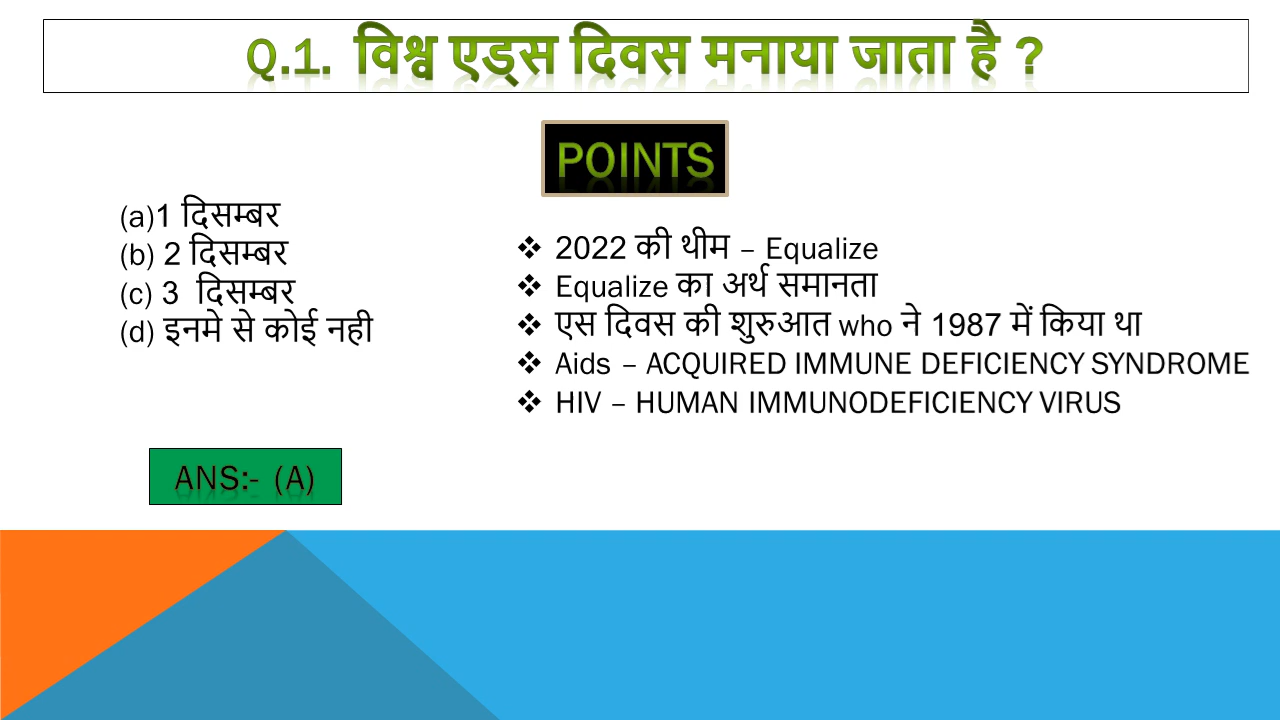 Q.1. विश्व एड्स दिवस मनाया जाता है ?
POINTS
(a)1 दिसम्बर
(b) 2 दिसम्बर
(c) 3 दिसम्बर
(d) इनमे से कोई नही
❖ 2022 की थीम – Equalize
❖ Equalize का अर्थ समानता
❖ एस दिवस की शुरुआत who ने 1987 में किया था
❖ Aids – ACQUIRED IMMUNE DEFICIENCY SYNDROME
❖ HIV – HUMAN IMMUNODEFICIENCY VIRUS
ANS:- (A)